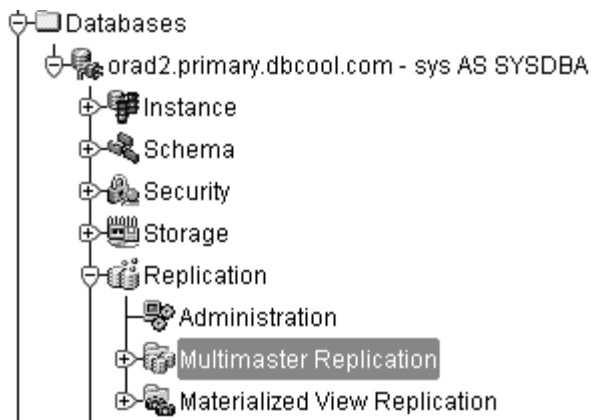 Databases
orad2.primary.dbcool.com - sys AS SYSDBA
Instance
Schema
Security
Storage
Replication
Administration
Multimaster Replication
Materialized View Replication